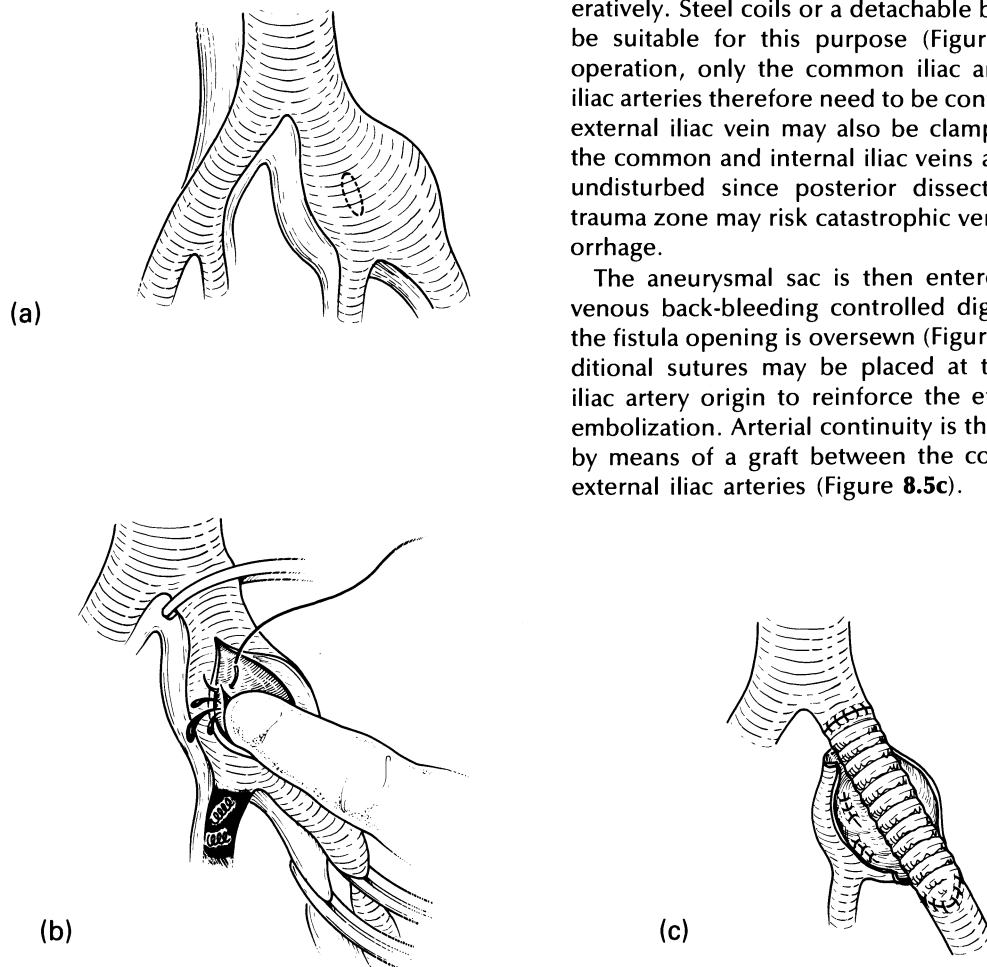 eratively. Steel coils or a detachable b
be suitable for this purpose (Figur
operation, only the common iliac a
iliac arteries therefore need to be con
external iliac vein may also be clamp
the common and internal iliac veins a
undisturbed since posterior dissect
trauma zone may risk catastrophic ve
orrhage.
The aneurysmal sac is then enter
venous back-bleeding controlled dig
the fistula opening is oversewn (Figur
ditional sutures may be placed at t
iliac artery origin to reinforce the e
embolization. Arterial continuity is th
by means of a graft between the co
external iliac arteries (Figure 8.5c).
(a)
(b)
(c)